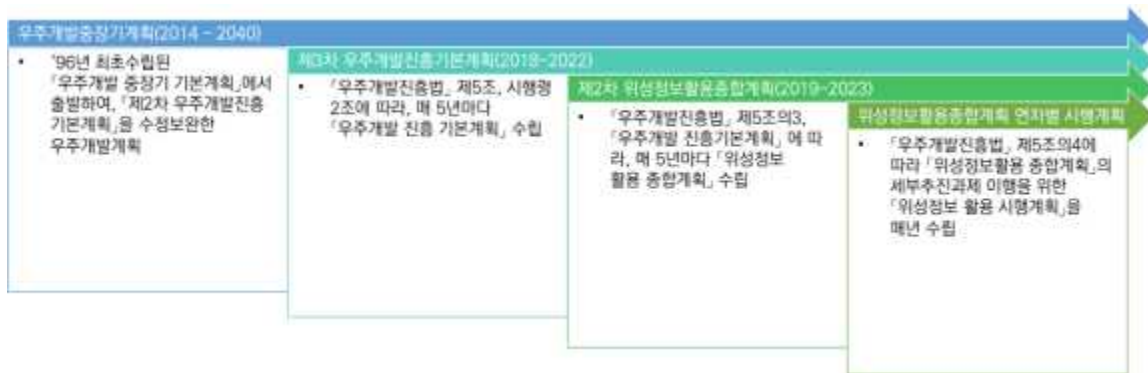 우주개발중장기계획(2014 - 2040)
• '96년 최초수립된
「우주개발 중장기 기본계획」에서
출발하여, 「제2차 우주개발진흥
기본계획」을 수정보완한
우주개발계획
제3차 우주개발진흥기본계획(2018-2022)
• 「우주개발진흥법」 제5조, 시행령
2조에 따라, 매 5년마다
「우주개발 진흥 기본계획」 수립
제2차 위성정보활용종합계획(2019-2023)
• 「우주개발진흥법」 제5조의3,
「우주개발 진흥기본계획」 에 따
라, 매 5년마다 「위성정보
활용 종합계획」 수립
위성정보활용종합계획 연차별 시행계획
• 「우주개발진흥법」 제5조의4에
따라 「위성정보활용 종합계획」의
세부추진과제 이행을 위한
「위성정보 활용 시행계획」을
매년 수립